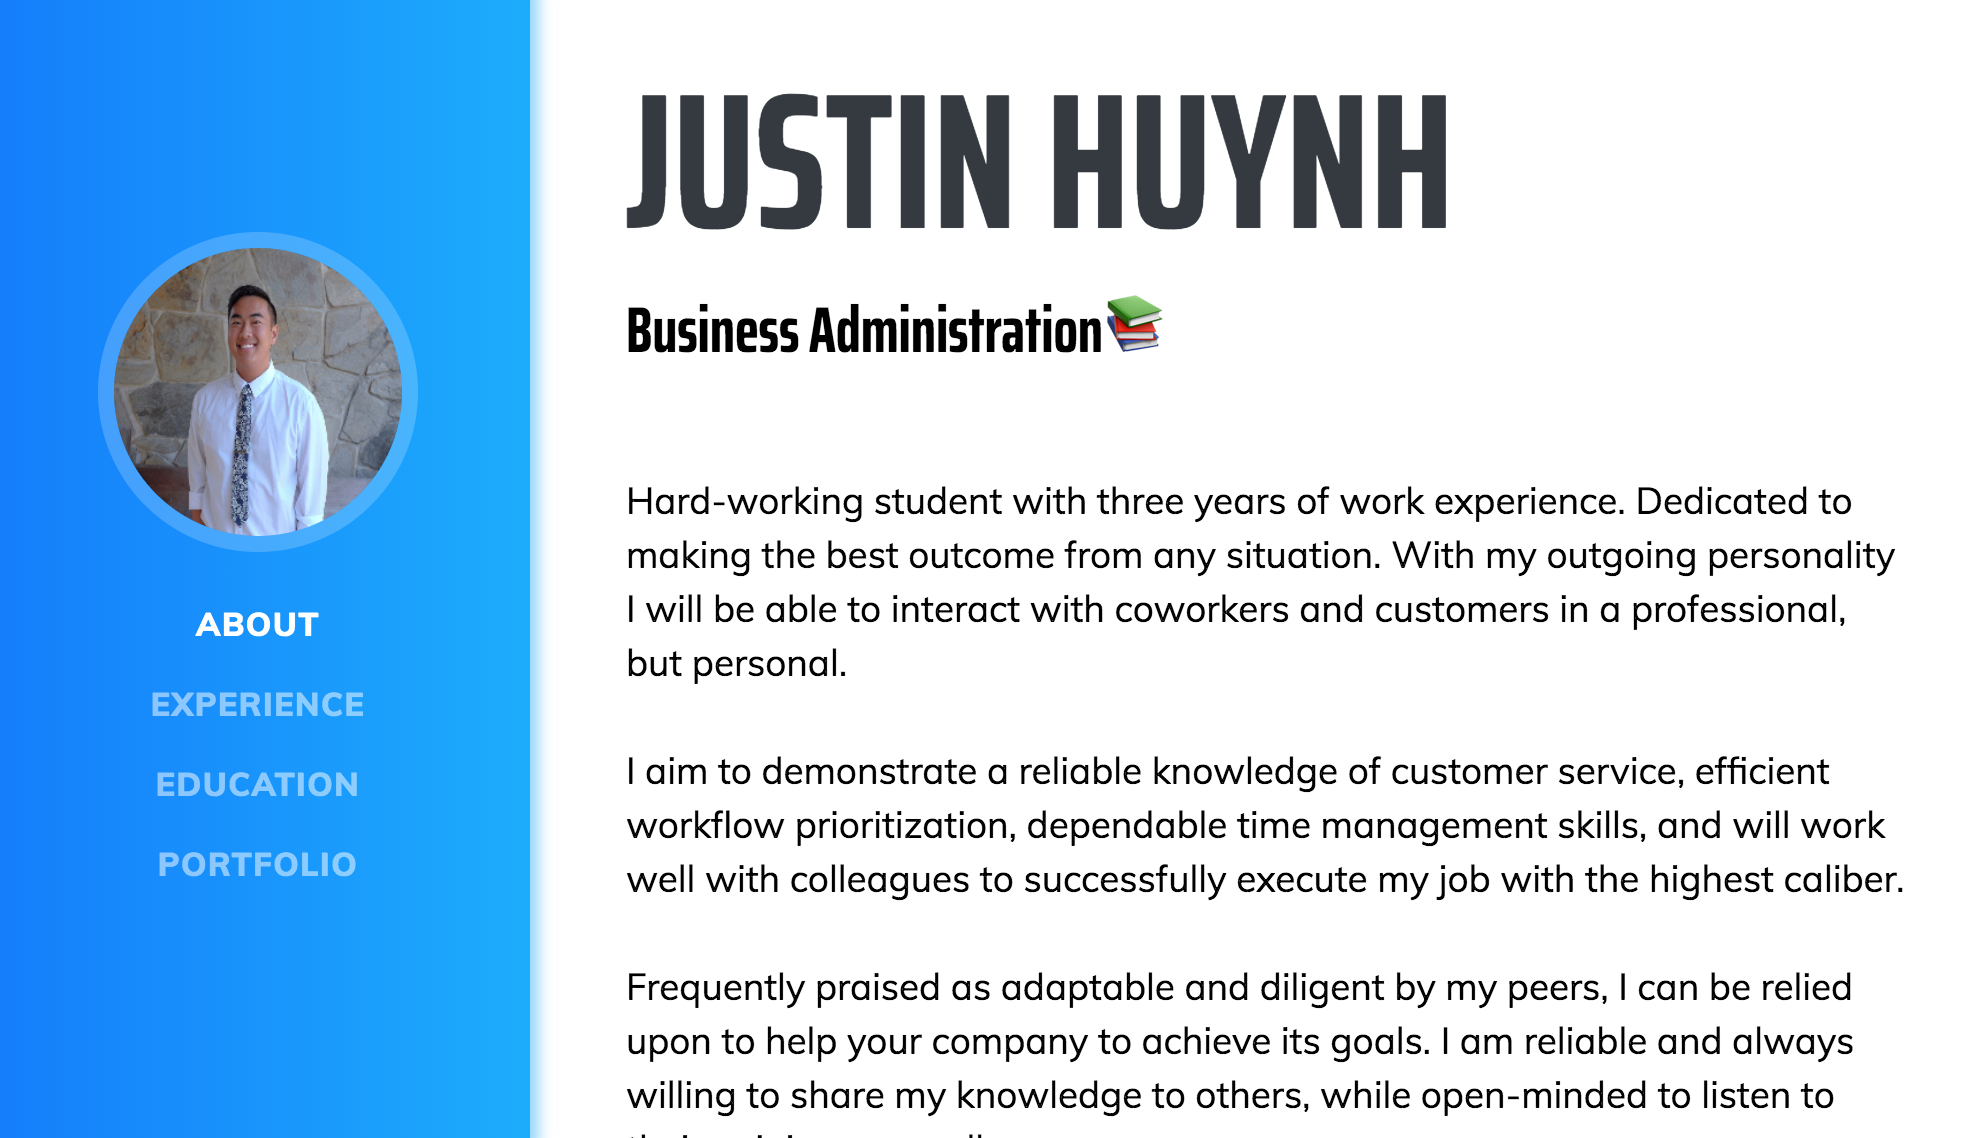 JUSTIN HUYNH
Business Administration
ABOUT
EXPERIENCE
EDUCATION
PORTFOLIO
Hard-working student with three years of work experience. Dedicated to
making the best outcome from any situation. With my outgoing personality
I will be able to interact with coworkers and customers in a professional,
but personal.
I aim to demonstrate a reliable knowledge of customer service, efficient
workflow prioritization, dependable time management skills, and will work
well with colleagues to successfully execute my job with the highest caliber.
Frequently praised as adaptable and diligent by my peers, I can be relied
upon to help your company to achieve its goals. I am reliable and always
willing to share my knowledge to others, while open-minded to listen to